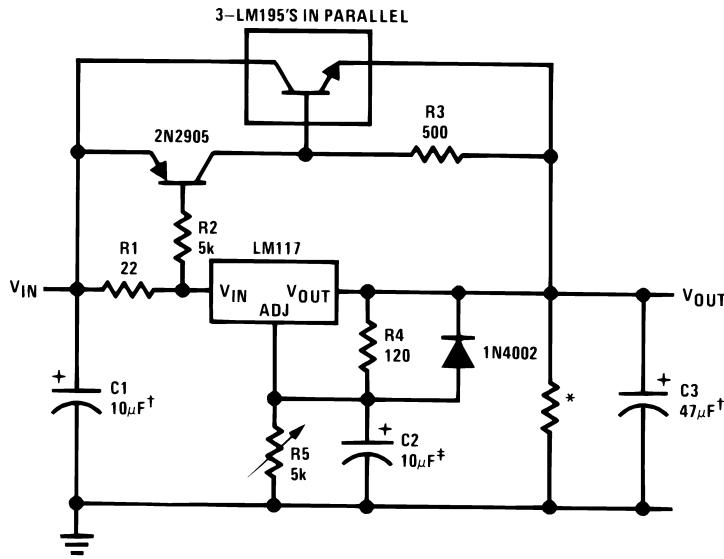 3–LM195'S IN PARALLEL
2N2905
R3
500
R2
5k
R1
22
LM117
VIN
VIN
VOUT
ADJ
VOUT
R4
120
1N4002
+
C1
10μF†
R5
5k
+
C2
10μF‡
*
+
C3
47μF†